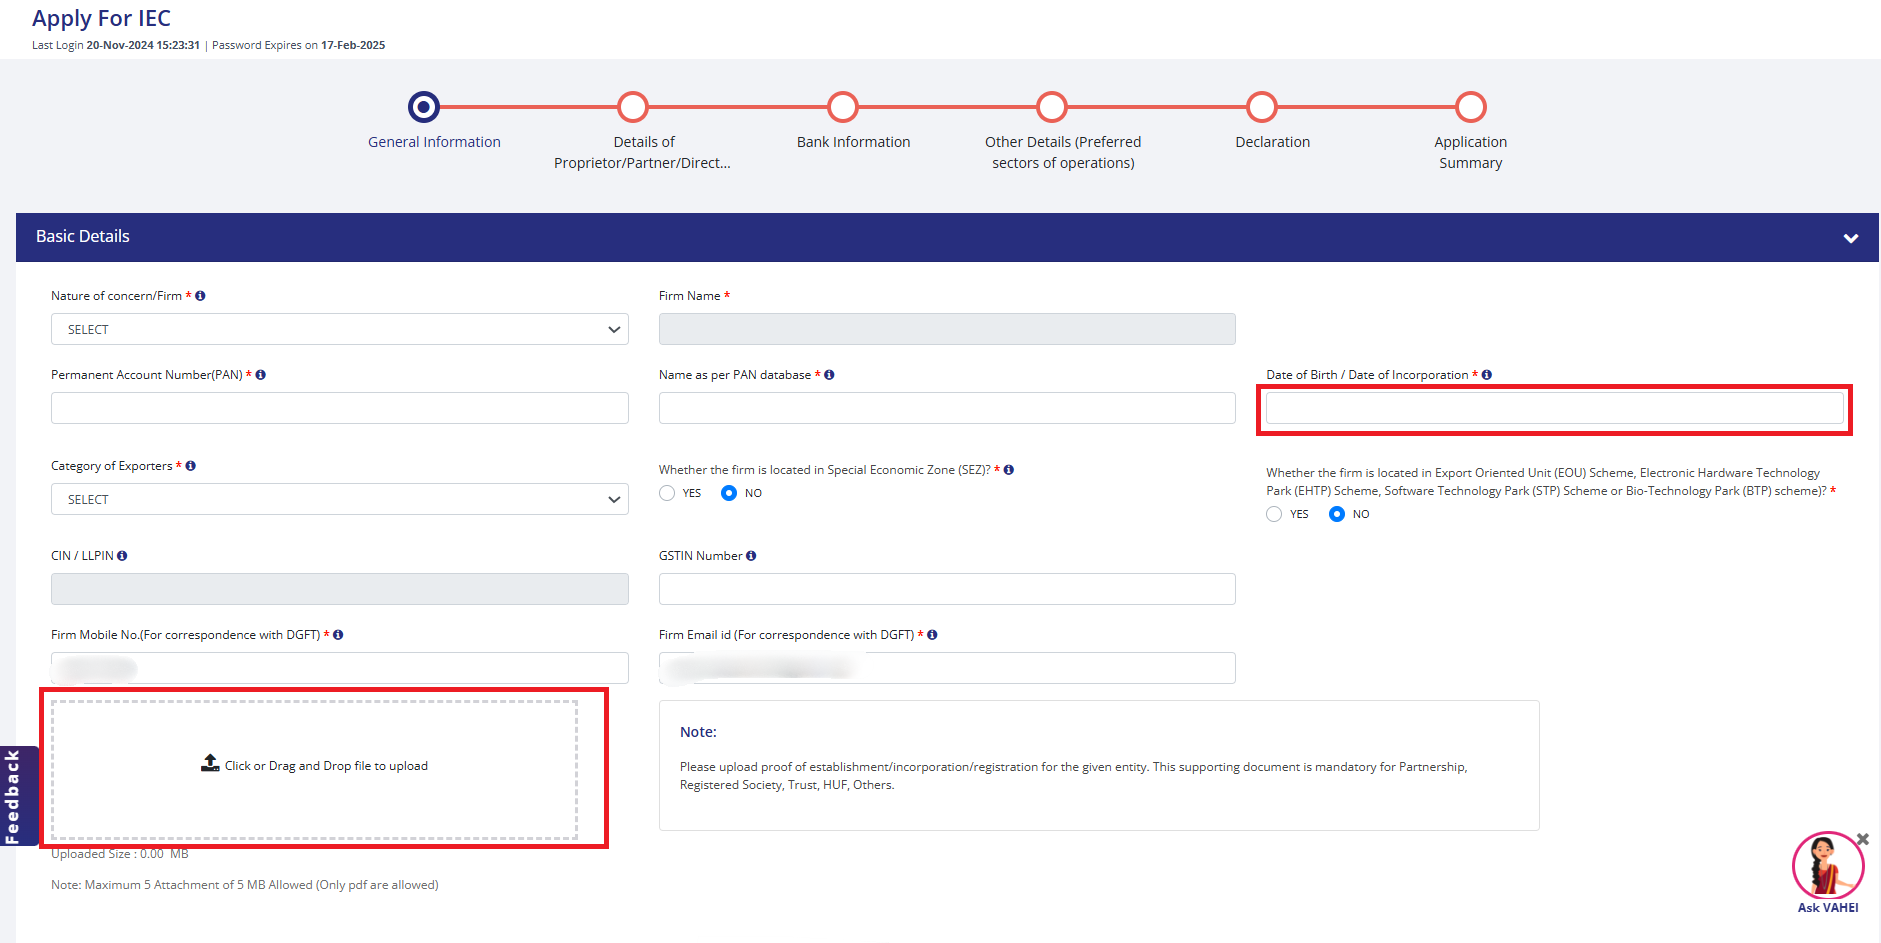 Apply For IEC
Last Login 20-Nov-2024 15:23:31 | Password Expires on 17-Feb-2025
General Information
Details of
Proprietor/Partner/Direct...
Bank Information
Other Details (Preferred
sectors of operations)
Declaration
Application
Summary
Basic Details
Nature of concern/Firm *
SELECT
Firm Name *
Permanent Account Number(PAN) *
Name as per PAN database *
Date of Birth / Date of Incorporation *
Category of Exporters *
SELECT
Whether the firm is located in Special Economic Zone (SEZ)? *
YES NO
Whether the firm is located in Export Oriented Unit (EOU) Scheme, Electronic Hardware Technology
Park (EHTP) Scheme, Software Technology Park (STP) Scheme or Bio-Technology Park (BTP) scheme)? *
YES NO
CIN / LLPIN
GSTIN Number
Firm Mobile No.(For correspondence with DGFT) *
Firm Email id (For correspondence with DGFT) *
Click or Drag and Drop file to upload
Note:
Please upload proof of establishment/incorporation/registration for the given entity. This supporting document is mandatory for Partnership,
Registered Society, Trust, HUF, Others.
Feedback
Uploaded Size : 0.00 MB
Note: Maximum 5 Attachment of 5 MB Allowed (Only pdf are allowed)
Ask VAHEI